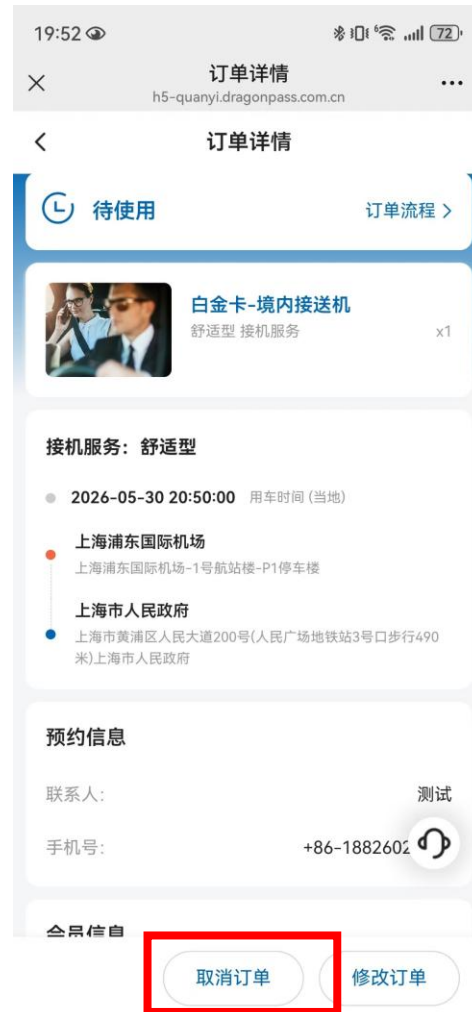 19:52
72
订单详情
h5-quanyi.dragonpass.com.cn
订单详情
待使用
订单流程
白金卡-境内接送机
舒适型 接机服务
x1
接机服务：舒适型
2026-05-30 20:50:00 用车时间 (当地)
上海浦东国际机场
上海浦东国际机场-1号航站楼-P1停车楼
上海市人民政府
上海市黄浦区人民大道200号(人民广场地铁站3号口步行490
米)上海市人民政府
预约信息
联系人:
测试
手机号:
+86-1882602
会员信息
取消订单
修改订单